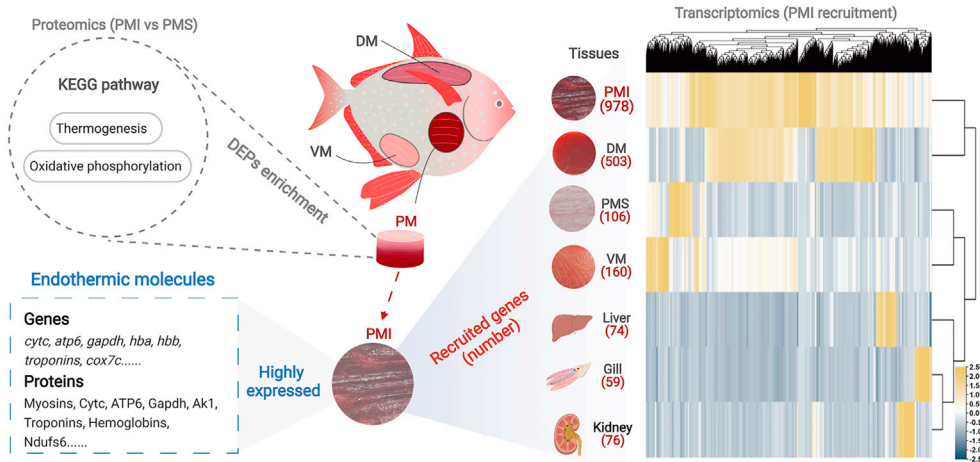 Proteomics (PMI vs PMS)
KEGG pathway
Thermogenesis
Oxidative phosphorylation
DEPs enrichment
DM
VM
PM
PMI
Endothermic molecules
Genes
cytc, atp6, gapdh, hba, hbb,
troponins, cox7c......
Proteins
Myosins, Cytc, ATP6, Gapdh, Ak1,
Troponins, Hemoglobins,
Ndufs6......
Highly
expressed
Recruited genes
(number)
Tissues
PMI
(978)
DM
(503)
PMS
(106)
VM
(160)
Liver
(74)
Gill
(59)
Kidney
(76)
Transcriptomics (PMI recruitment)
2.5
2.0
1.5
1.0
0.5
0.0
-0.5
-1.0
-1.5
-2.0